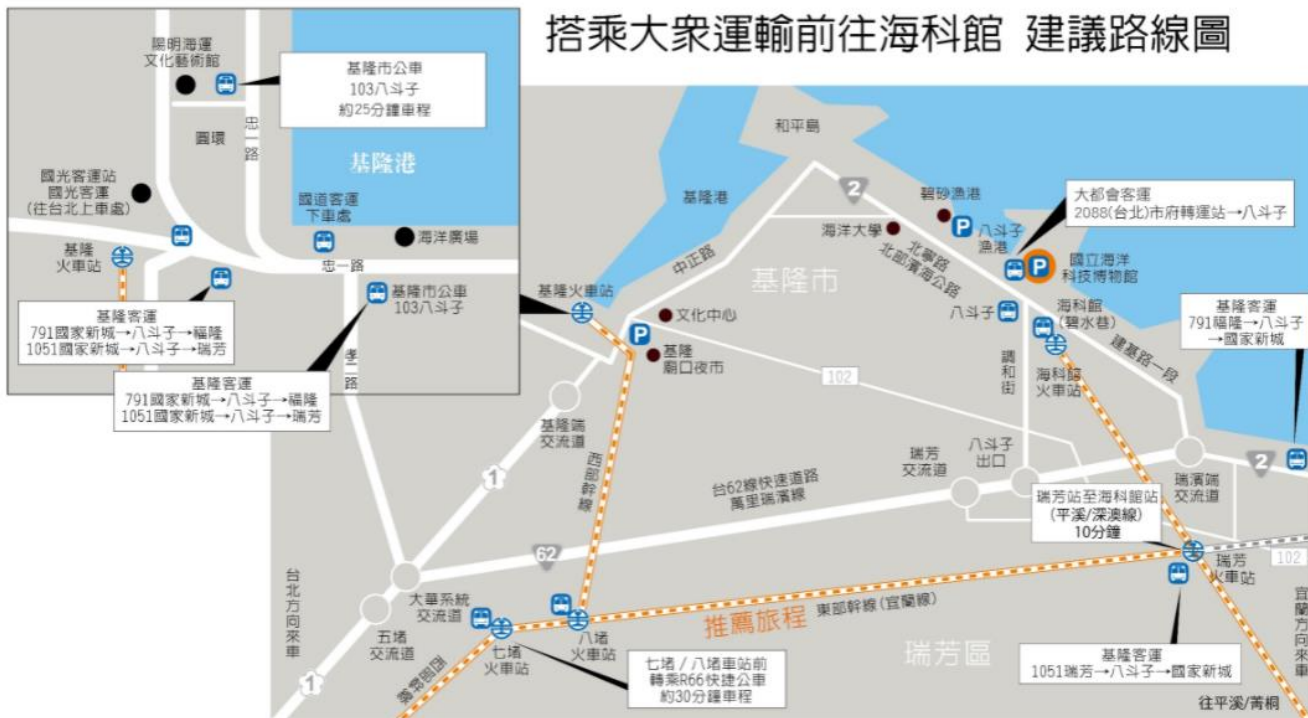 搭乘大眾運輸前往海科館 建議路線圖
陽明海運
文化藝術館
基隆市公車
103八斗子
約25分鐘車程
忠一路
圓環
基隆港
國光客運站
國光客運
(往台北上車處)
國道客運
下車處
海洋廣場
基隆
火車站
忠一路
基隆市公車
103八斗子
基隆客運
791國家新城→八斗子→福隆
1051國家新城→八斗子→瑞芳
孝二路
基隆客運
791國家新城→八斗子→福隆
1051國家新城→八斗子→瑞芳
和平島
基隆港
2
碧砂漁港
P
八斗子
漁港
大都會客運
2088(台北)市府轉運站→八斗子
海洋大學
北寧路
北部濱海公路
P
國立海洋
科技博物館
中正路
基隆市
基隆火車站
文化中心
P
基隆
廟口夜市
八斗子
海科館
(碧水巷)
基隆客運
791福隆→八斗子
→國家新城
調和街
海科館
火車站
建基路一段
102
基隆端
交流道
西部幹線
1
瑞芳
交流道
八斗子
出口
台62線快速道路
萬里瑞濱線
瑞濱端
交流道
2
瑞芳站至海科館站
(平溪/深澳線)
10分鐘
62
瑞芳
火車站
102
台北方向來車
大華系統
交流道
五堵
交流道
七堵
火車站
八堵
火車站
推薦旅程
東部幹線(宜蘭線)
瑞芳區
宜蘭方向來車
西部幹線
1
七堵 / 八堵車站前
轉乘R66快捷公車
約30分鐘車程
基隆客運
1051瑞芳→八斗子→國家新城
往平溪/菁桐